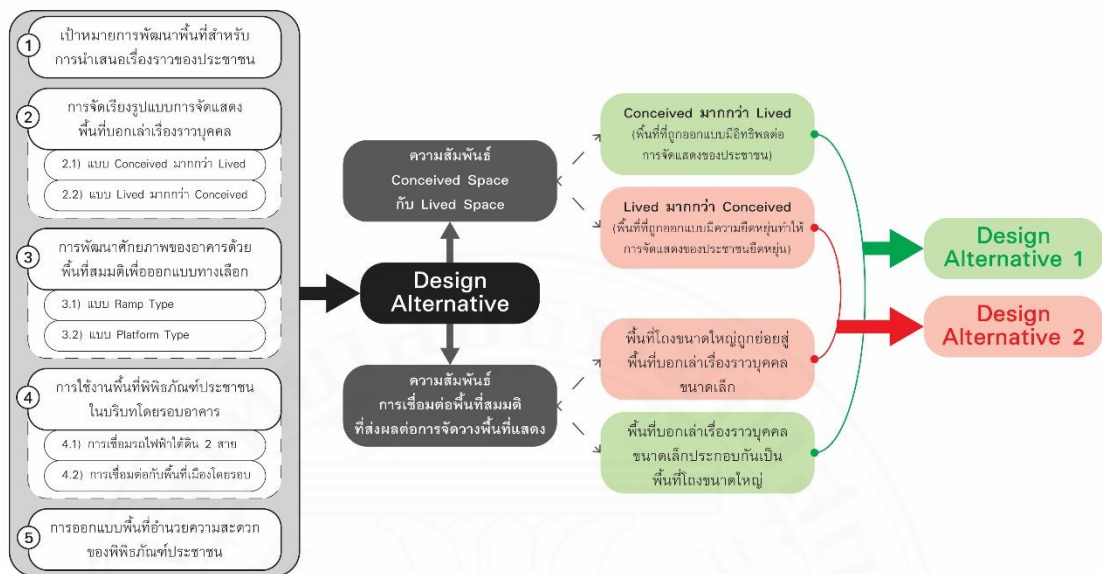 1
เป้าหมายการพัฒนาพื้นที่สำหรับ
การนำเสนอเรื่องราวของประชาชน
2
การจัดเรียงรูปแบบการจัดแสดง
พื้นที่บอกเล่าเรื่องราวบุคคล
2.1) แบบ Conceived มากกว่า Lived
2.2) แบบ Lived มากกว่า Conceived
3
การพัฒนาศักยภาพของอาคารด้วย
พื้นที่สมมติเพื่อออกแบบทางเลือก
3.1) แบบ Ramp Type
3.2) แบบ Platform Type
4
การใช้งานพื้นที่พิพิธภัณฑ์ประชาชน
ในบริบทโดยรอบอาคาร
4.1) การเชื่อมรถไฟฟ้าใต้ดิน 2 สาย
4.2) การเชื่อมต่อกับพื้นที่เมืองโดยรอบ
5
การออกแบบพื้นที่อำนวยความสะดวก
ของพิพิธภัณฑ์ประชาชน
ความสัมพันธ์
Conceived Space
กับ Lived Space
Design
Alternative
ความสัมพันธ์
การเชื่อมต่อพื้นที่สมมติ
ที่ส่งผลต่อการจัดวางพื้นที่แสดง
Conceived มากกว่า Lived
(พื้นที่ที่ถูกออกแบบมีอิทธิพลต่อ
การจัดแสดงของประชาชน)
Lived มากกว่า Conceived
(พื้นที่ที่ถูกออกแบบมีความยืดหยุ่นทำให้
การจัดแสดงของประชาชนยืดหยุ่น)
พื้นที่โถงขนาดใหญ่ถูกย่อยสู่
พื้นที่บอกเล่าเรื่องราวบุคคล
ขนาดเล็ก
พื้นที่บอกเล่าเรื่องราวบุคคล
ขนาดเล็กประกอบกันเป็น
พื้นที่โถงขนาดใหญ่
Design
Alternative 1
Design
Alternative 2